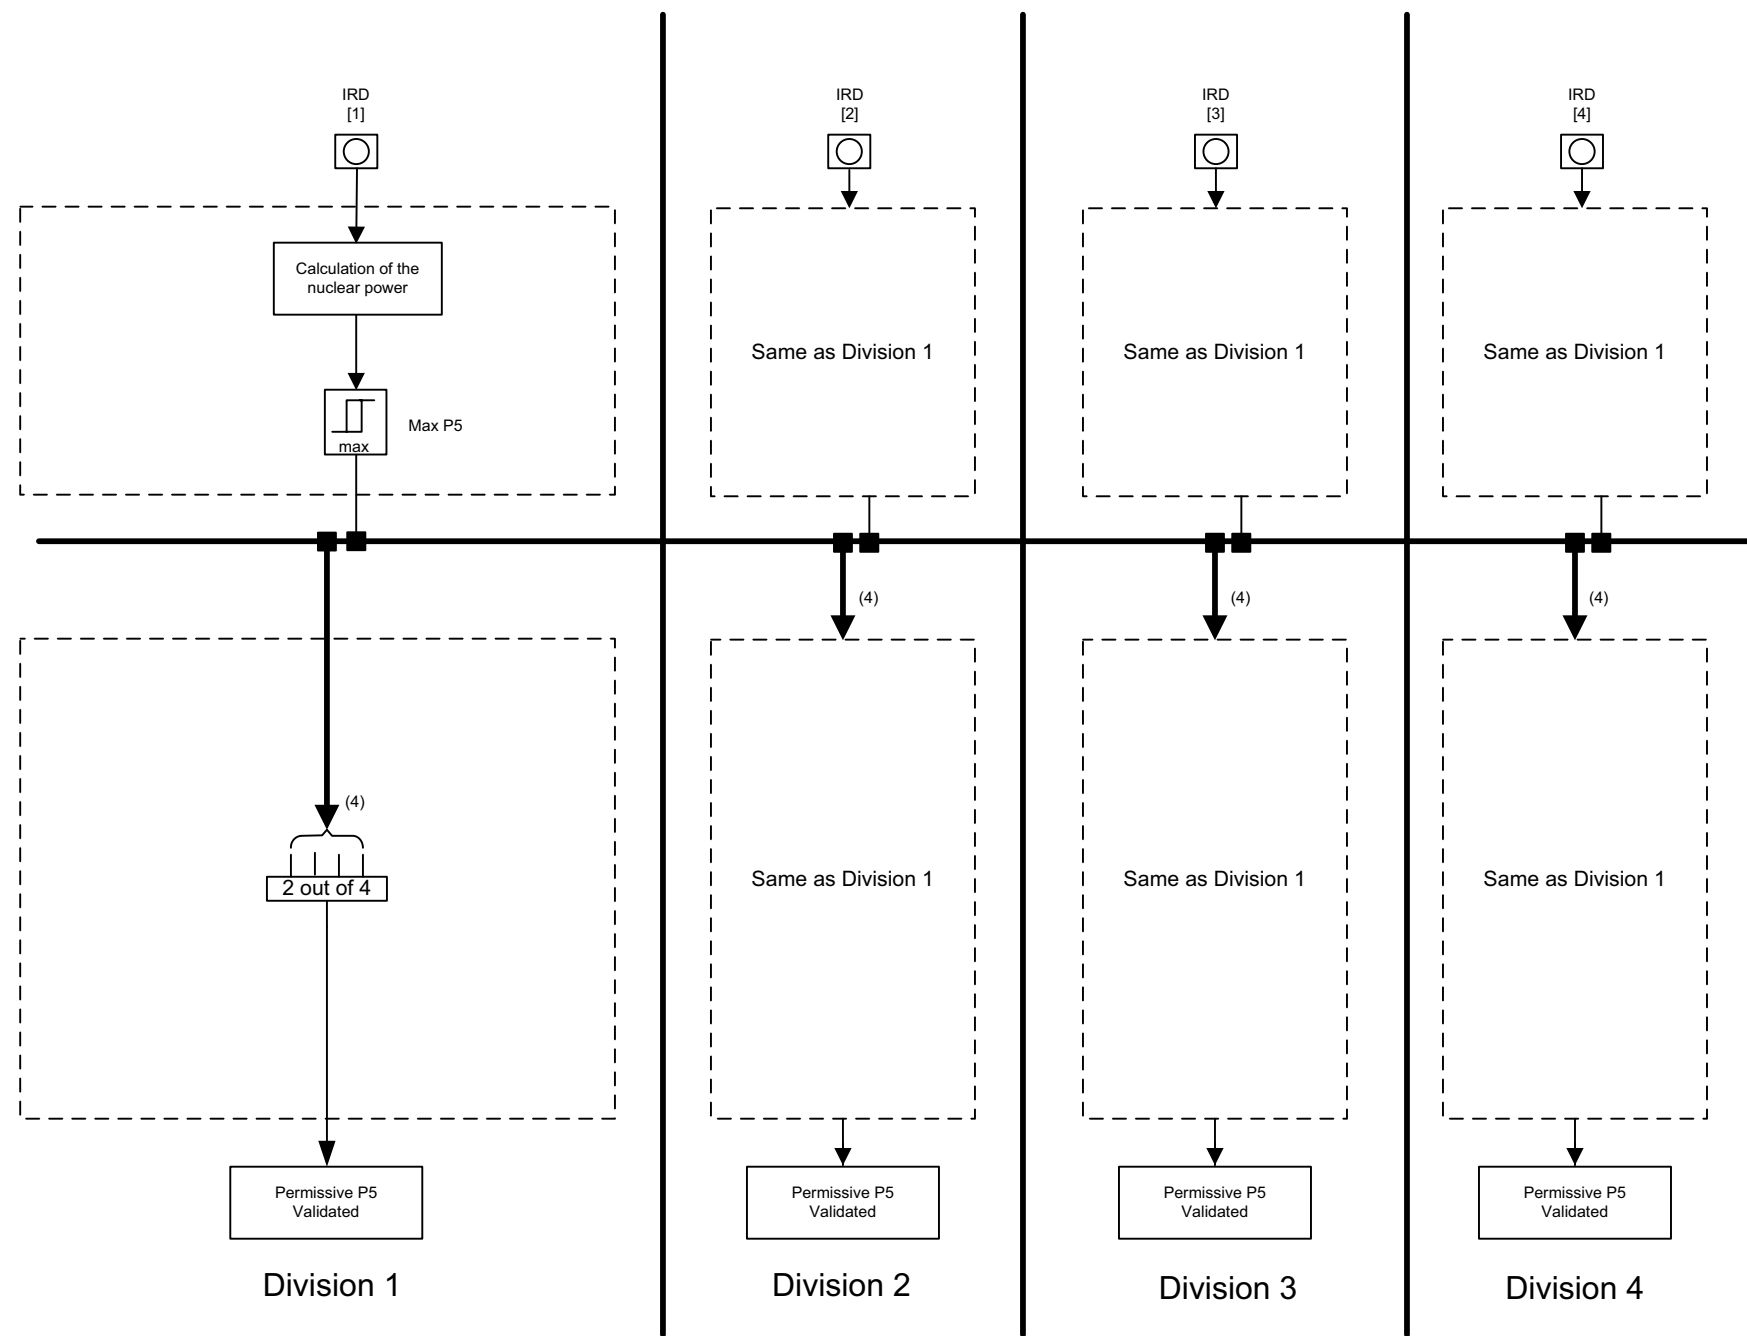 IRD
[1]
IRD
[2]
IRD
[3]
IRD
[4]
Calculation of the
nuclear power
Same as Division 1
Same as Division 1
Same as Division 1
max
Max P5
(4)
(4)
(4)
(4)
2 out of 4
Same as Division 1
Same as Division 1
Same as Division 1
Permissive P5
Validated
Permissive P5
Validated
Permissive P5
Validated
Permissive P5
Validated
Division 1
Division 2
Division 3
Division 4